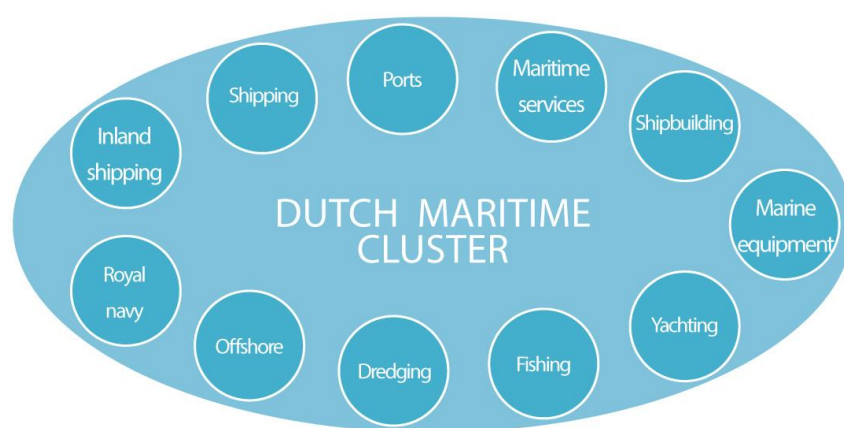 Ports
Shipping
Maritime
services
Shipbuilding
Inland
shipping
DUTCH MARITIME
CLUSTER
Marine
equipment
Royal
navy
Offshore
Dredging
Fishing
Yachting